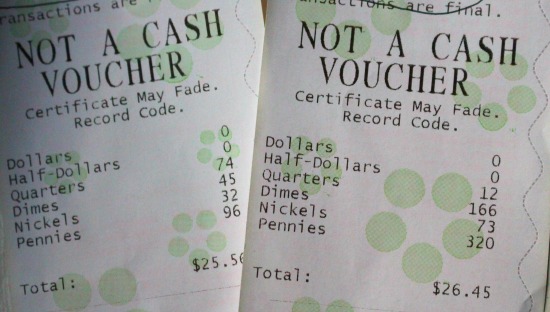 ransactions are
NOT A CASH
VOUCHER
Certificate May Fade.
Record Code.
Dollars 0
Half-Dollars 0
Quarters 74
Dimes 45
Nickels 32
Pennies 96
Total: $25.56
nsactions are final.
NOT A CASH
VOUCHER
Certificate May Fade.
Record Code.
Dollars 0
Half-Dollars 0
Quarters 12
Dimes 166
Nickels 73
Pennies 320
Total: $26.45